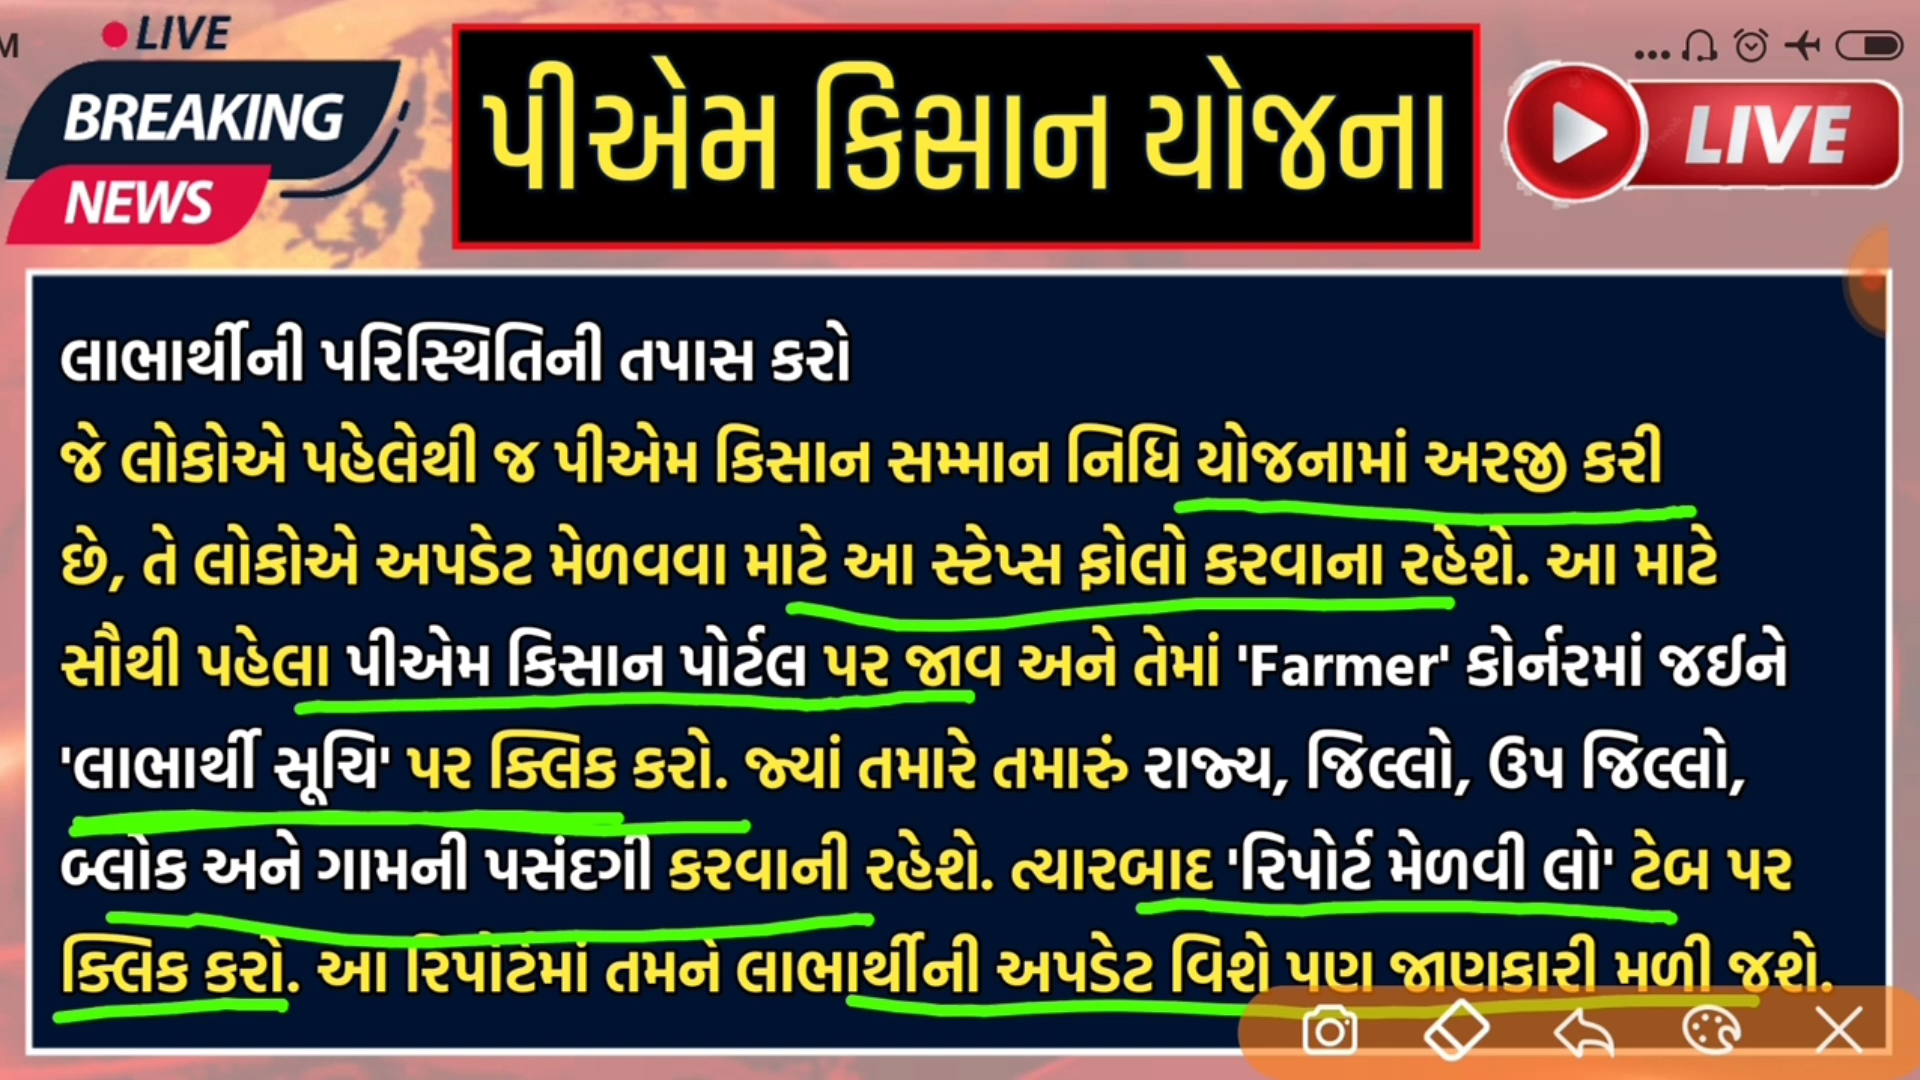 M
LIVE
BREAKING
NEWS
પીએમ કિસાન યોજના
LIVE
લાભાર્થીની પરિસ્થિતિની તપાસ કરો
જે લોકોએ પહેલેથી જ પીએમ કિસાન સમ્માન નિધિ યોજનામાં અરજી કરી
છે, તે લોકોએ અપડેટ મેળવવા માટે આ સ્ટેપ્સ ફોલો કરવાના રહેશે. આ માટે
સૌથી પહેલા પીએમ કિસાન પોર્ટલ પર જાવ અને તેમાં 'Farmer' કોર્નરમાં જઈને
'લાભાર્થી સૂચિ' પર ક્લિક કરો. જ્યાં તમારે તમારું રાજ્ય, જિલ્લો, ઉપ જિલ્લો,
બ્લોક અને ગામની પસંદગી કરવાની રહેશે. ત્યારબાદ 'રિપોર્ટ મેળવી લો' ટેબ પર
ક્લિક કરો. આ રિપોર્ટમાં તમને લાભાર્થીની અપડેટ વિશે પણ જાણકારી મળી જશે.